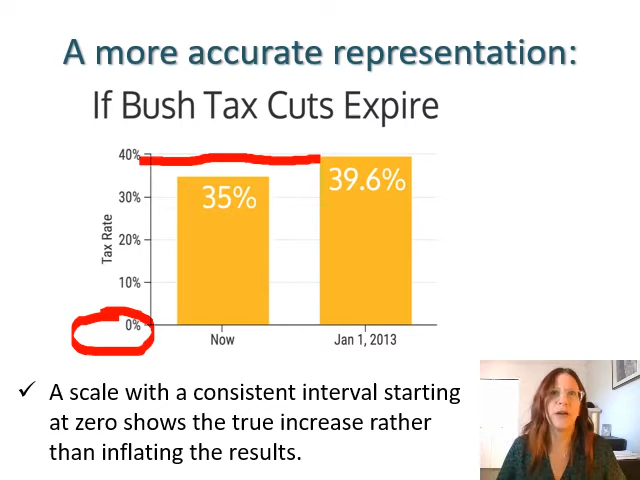 A more accurate representation:
If Bush Tax Cuts Expire
40%
30%
20%
10%
0%
Tax Rate
35%
39.6%
Now
Jan 1, 2013
✓ A scale with a consistent interval starting
at zero shows the true increase rather
than inflating the results.